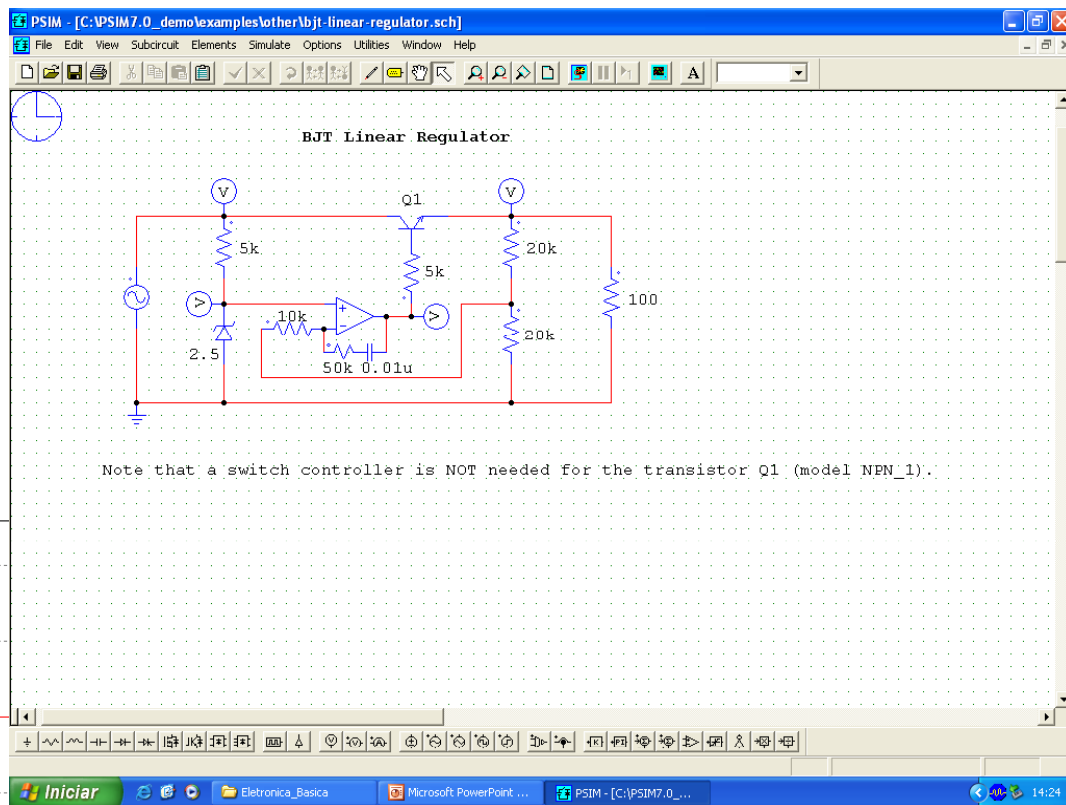 PSIM - [C:\PSIM7.0_demo\examples\other\bjt-linear-regulator.sch]
File Edit View Subcircuit Elements Simulate Options Utilities Window Help
A
BJT Linear Regulator
V
V
Q1
5k
20k
5k
V
10k
V
100
2.5
20k
50k 0.01u
Note that a switch controller is NOT needed for the transistor Q1 (model NPN_1).
Iniciar
Eletronica_Basica
Microsoft PowerPoint ...
PSIM - [C:\PSIM7.0_...
14:24